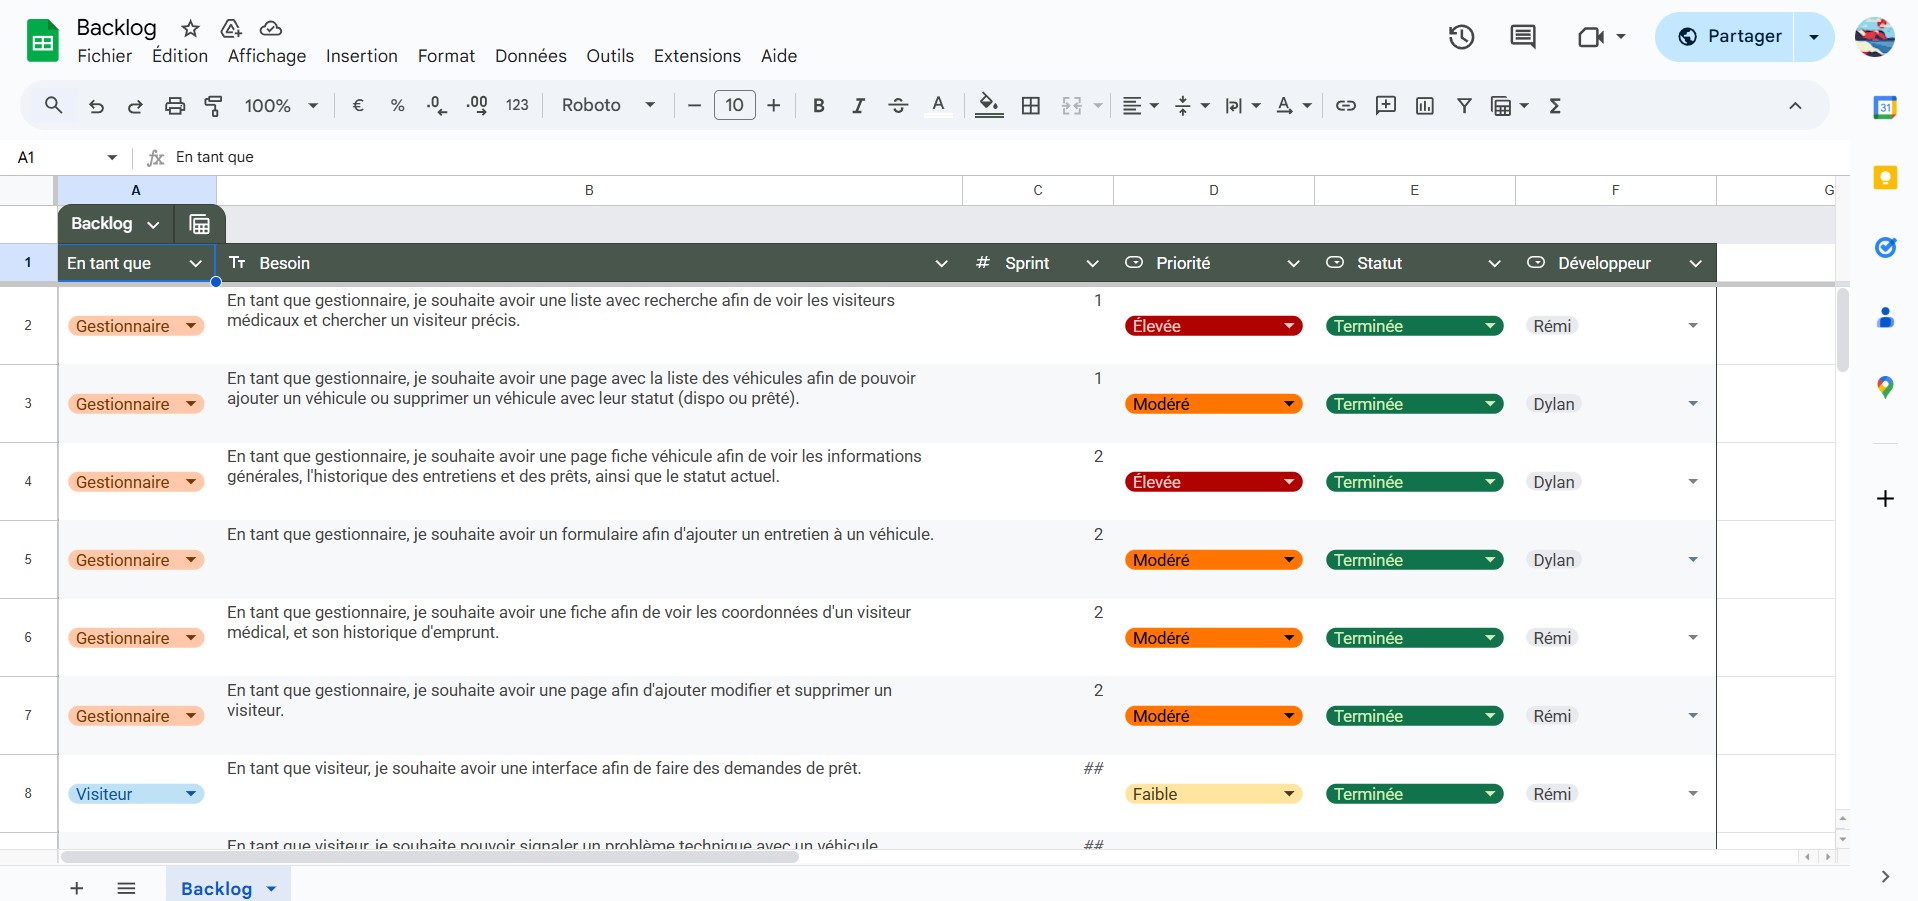 Backlog
Fichier Édition Affichage Insertion Format Données Outils Extensions Aide
Partager
100% € % .0 .00 123 Roboto 10 B I A A Σ
31
A1 fx En tant que
A B C D E F G
Backlog
1 En tant que Tт Besoin # Sprint Priorité Statut Développeur
En tant que gestionnaire, je souhaite avoir une liste avec recherche afin de voir les visiteurs
médicaux et chercher un visiteur précis.
2 Gestionnaire 1 Élevée Terminée Rémi
En tant que gestionnaire, je souhaite avoir une page avec la liste des véhicules afin de pouvoir
ajouter un véhicule ou supprimer un véhicule avec leur statut (dispo ou prêté).
3 Gestionnaire 1 Modéré Terminée Dylan
En tant que gestionnaire, je souhaite avoir une page fiche véhicule afin de voir les informations
générales, l'historique des entretiens et des prêts, ainsi que le statut actuel.
4 Gestionnaire 2 Élevée Terminée Dylan
En tant que gestionnaire, je souhaite avoir un formulaire afin d'ajouter un entretien à un véhicule.
5 Gestionnaire 2 Modéré Terminée Dylan
En tant que gestionnaire, je souhaite avoir une fiche afin de voir les coordonnées d'un visiteur
médical, et son historique d'emprunt.
6 Gestionnaire 2 Modéré Terminée Rémi
En tant que gestionnaire, je souhaite avoir une page afin d'ajouter modifier et supprimer un
visiteur.
7 Gestionnaire 2 Modéré Terminée Rémi
En tant que visiteur, je souhaite avoir une interface afin de faire des demandes de prêt.
8 Visiteur ## Faible Terminée Rémi
En tant que visiteur, je souhaite pouvoir signaler un problème technique avec un véhicule ##
Backlog